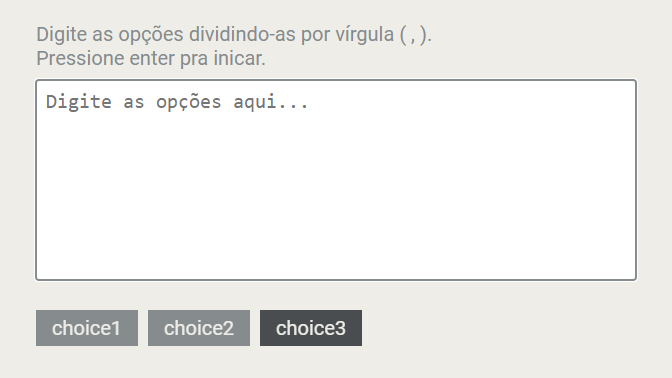 Digite as opções dividindo-as por vírgula ( , ).
Pressione enter pra inicar.
Digite as opções aqui...
choice1 choice2 choice3